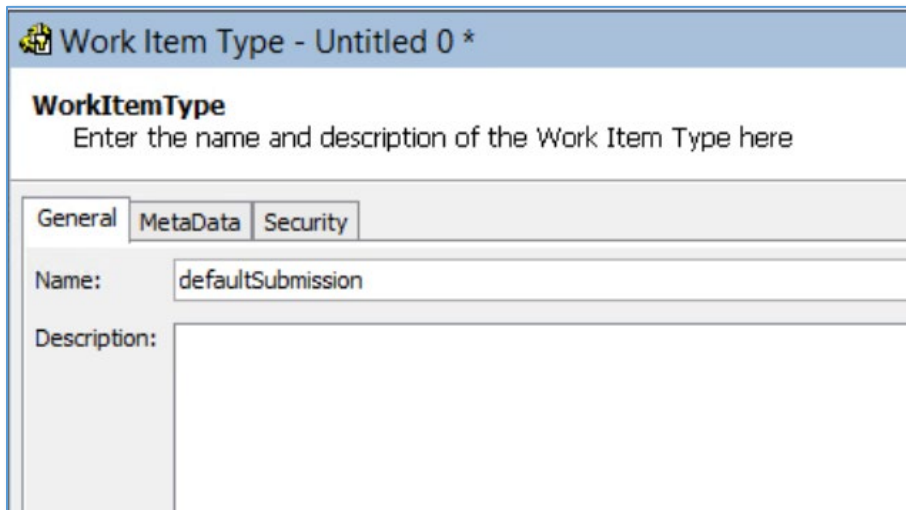 Work Item Type - Untitled 0 *
WorkItemType
Enter the name and description of the Work Item Type here
General MetaData Security
Name: defaultSubmission
Description: